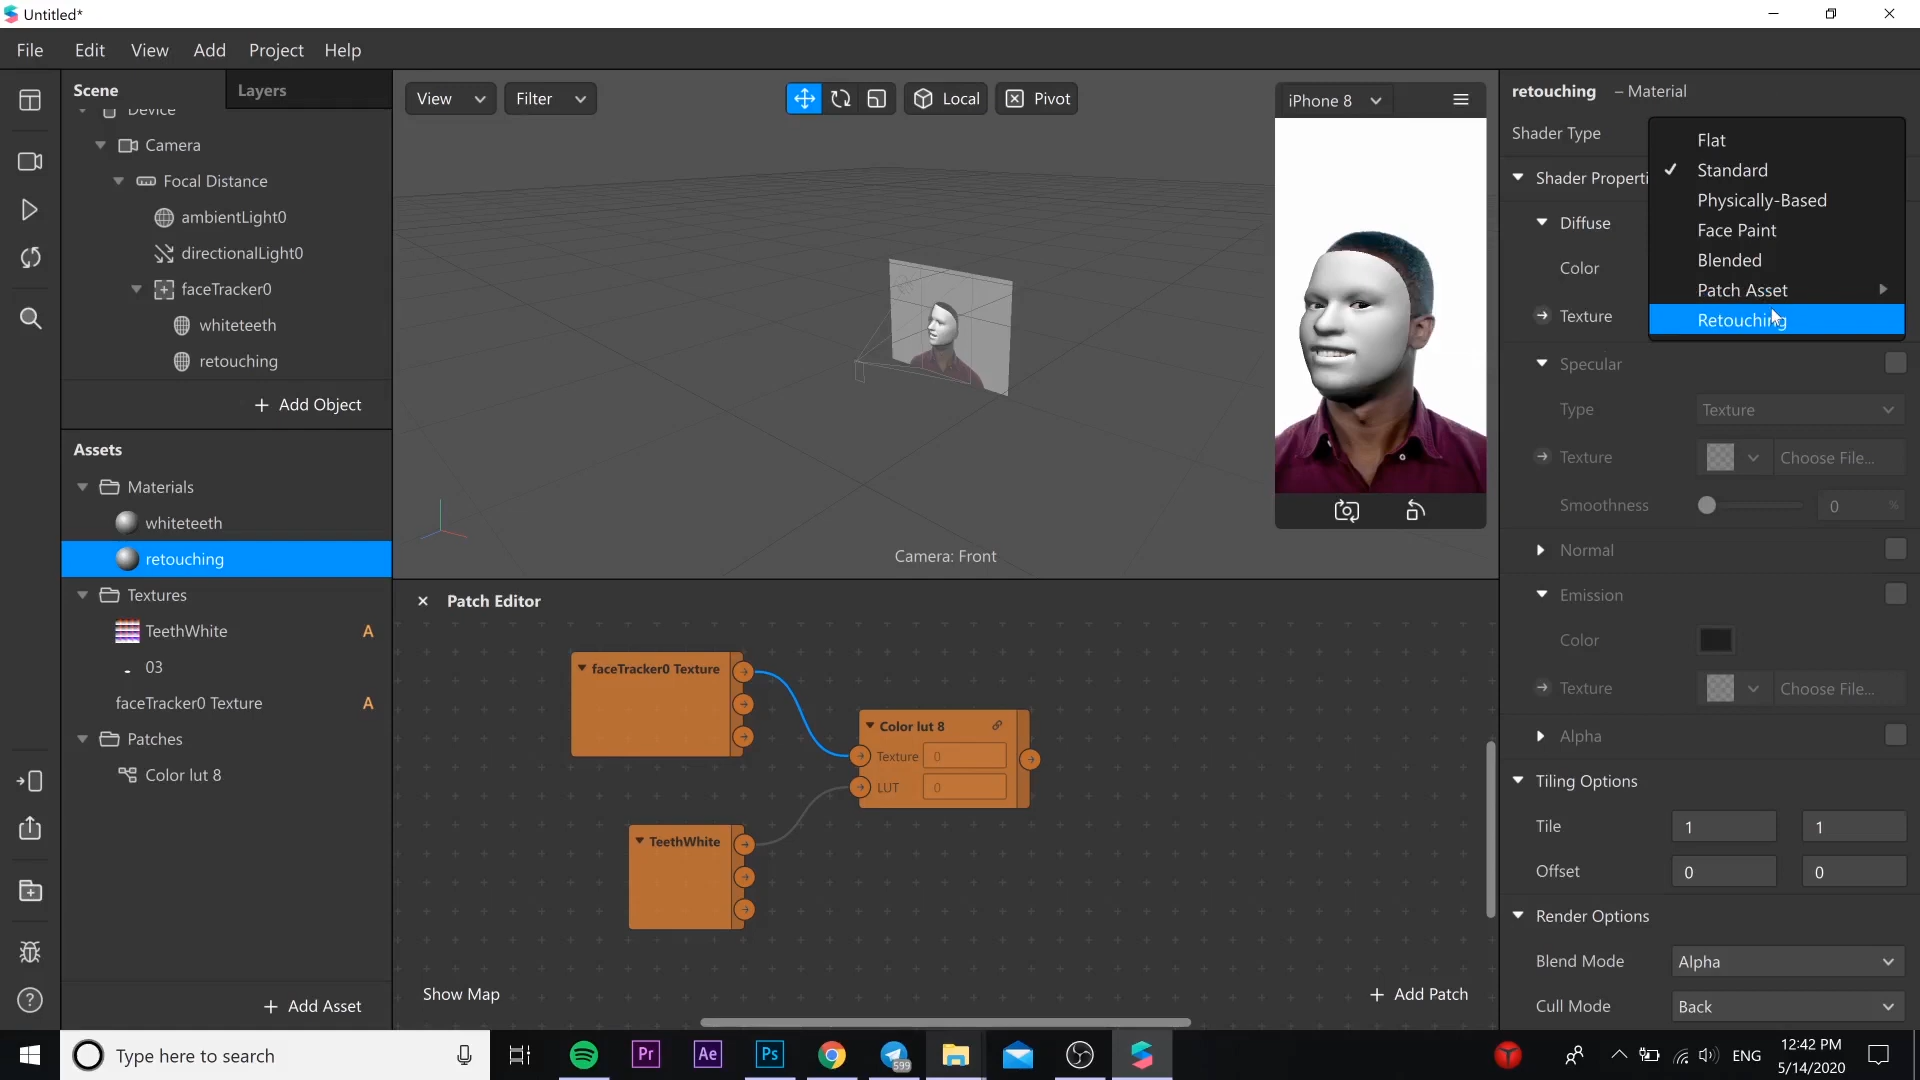 Untitled*
File Edit View Add Project Help
Scene Layers
Device
Camera
Focal Distance
ambientLight0
directionalLight0
faceTracker0
whiteteeth
retouching
+ Add Object
Assets
Materials
whiteteeth
retouching
Textures
TeethWhite A
03
faceTracker0 Texture A
Patches
Color lut 8
+ Add Asset
View Filter Local Pivot
iPhone 8
Camera: Front
Patch Editor
faceTracker0 Texture
Color lut 8
Texture 0
LUT 0
TeethWhite
Show Map
+ Add Patch
retouching – Material
Shader Type
Flat
Standard
Physically-Based
Face Paint
Blended
Patch Asset
Retouching
Shader Properti
Diffuse
Color
Texture
Specular
Type Texture
Texture Choose File...
Smoothness 0 %
Normal
Emission
Color
Texture Choose File...
Alpha
Tiling Options
Tile 1 1
Offset 0 0
Render Options
Blend Mode Alpha
Cull Mode Back
Type here to search
Pr Ae Ps 599
ENG
12:42 PM
5/14/2020